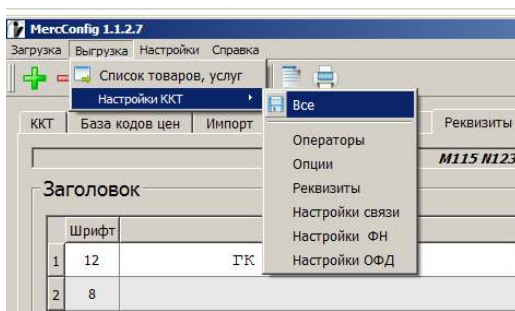 MercConfig 1.1.2.7
Загрузка Выгрузка Настройки Справка
Список товаров, услуг
Настройки ККТ
Все
Операторы
Опции
Реквизиты
Настройки связи
Настройки ФН
Настройки ОФД
ККТ База кодов цен Импорт Реквизиты
М115 N123
Заголовок
Шрифт
1 12 ГК
2 8